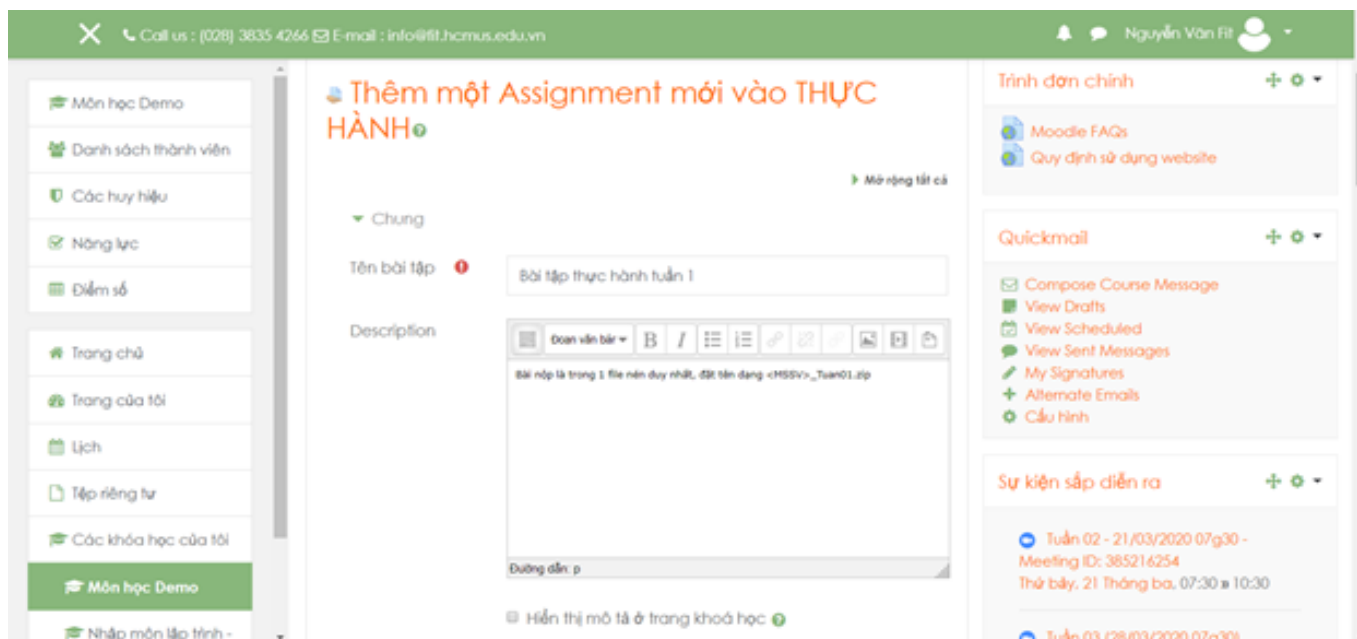 Call us : (028) 3835 4266 E-mail : info@fit.hcmus.edu.vn
Nguyễn Văn Fit
Môn học Demo
Danh sách thành viên
Các huy hiệu
Năng lực
Điểm số
Trang chủ
Trang của tôi
Lịch
Tệp riêng tư
Các khóa học của tôi
Môn học Demo
Nhập môn lập trình -
Thêm một Assignment mới vào THỰC
HÀNH
Mở rộng tất cả
Chung
Tên bài tập
Bài tập thực hành tuần 1
Description
Đoạn văn bản
B I
Bài nộp là trong 1 file nén duy nhất, đặt tên dạng <MSSV>_Tuan01.zip
Đường dẫn: p
Hiển thị mô tả ở trang khoá học
Trình đơn chính
Moodle FAQs
Quy định sử dụng website
Quickmail
Compose Course Message
View Drafts
View Scheduled
View Sent Messages
My Signatures
Alternate Emails
Cấu hình
Sự kiện sắp diễn ra
Tuần 02 - 21/03/2020 07g30 -
Meeting ID: 385216254
Thứ bảy, 21 Tháng ba, 07:30 » 10:30
Tuần 03 (28/03/2020 07g30)